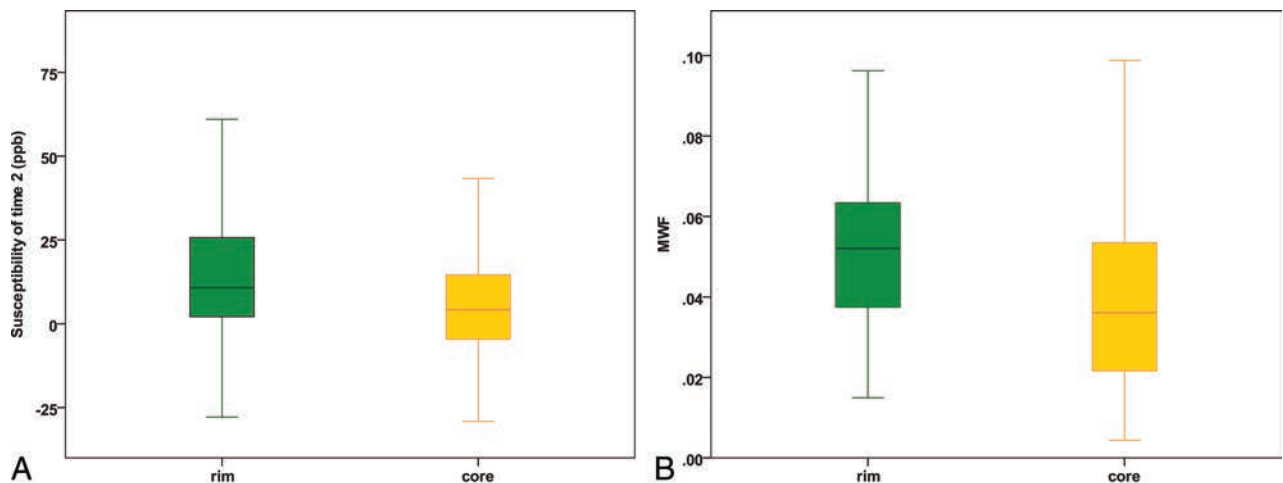 75
50
25
0
-25
Susceptibility of time 2 (ppb)
rim
core
A
.10
.08
.06
.04
.02
.00
MWF
rim
core
B